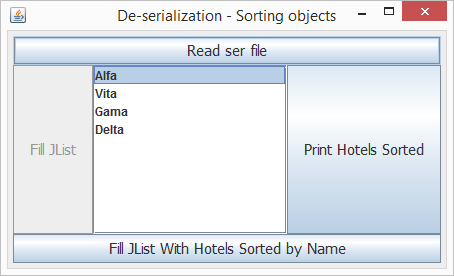 De-serialization - Sorting objects
Read ser file
Fill JList
Alfa
Vita
Gama
Delta
Print Hotels Sorted
Fill JList With Hotels Sorted by Name